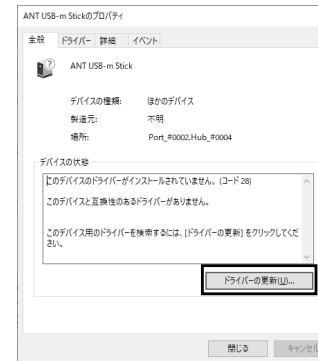 ANT USB-m Stickのプロパティ
全般 ドライバー 詳細 イベント
ANT USB-m Stick
デバイスの種類: ほかのデバイス
製造元: 不明
場所: Port_#0002.Hub_#0004
デバイスの状態
このデバイスのドライバーがインストールされていません。(コード 28)
このデバイスと互換性のあるドライバーがありません。
このデバイス用のドライバーを検索するには、[ドライバーの更新] をクリックしてくだ
さい。
ドライバーの更新(U)...
閉じる キャンセル